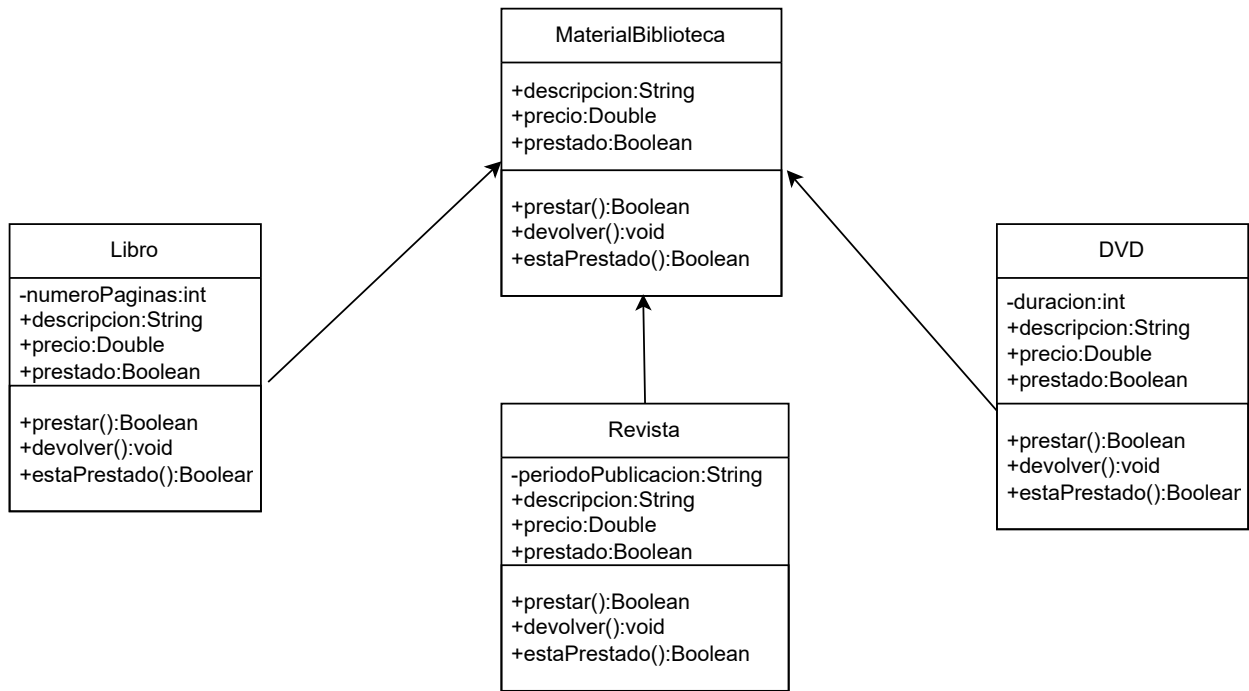 MaterialBiblioteca
+descripcion:String
+precio:Double
+prestado:Boolean
+prestar():Boolean
+devolver():void
+estaPrestado():Boolean
Libro
-numeroPaginas:int
+descripcion:String
+precio:Double
+prestado:Boolean
+prestar():Boolean
+devolver():void
+estaPrestado():Boolear
Revista
-periodoPublicacion:String
+descripcion:String
+precio:Double
+prestado:Boolean
+prestar():Boolean
+devolver():void
+estaPrestado():Boolean
DVD
-duracion:int
+descripcion:String
+precio:Double
+prestado:Boolean
+prestar():Boolean
+devolver():void
+estaPrestado():Boolear